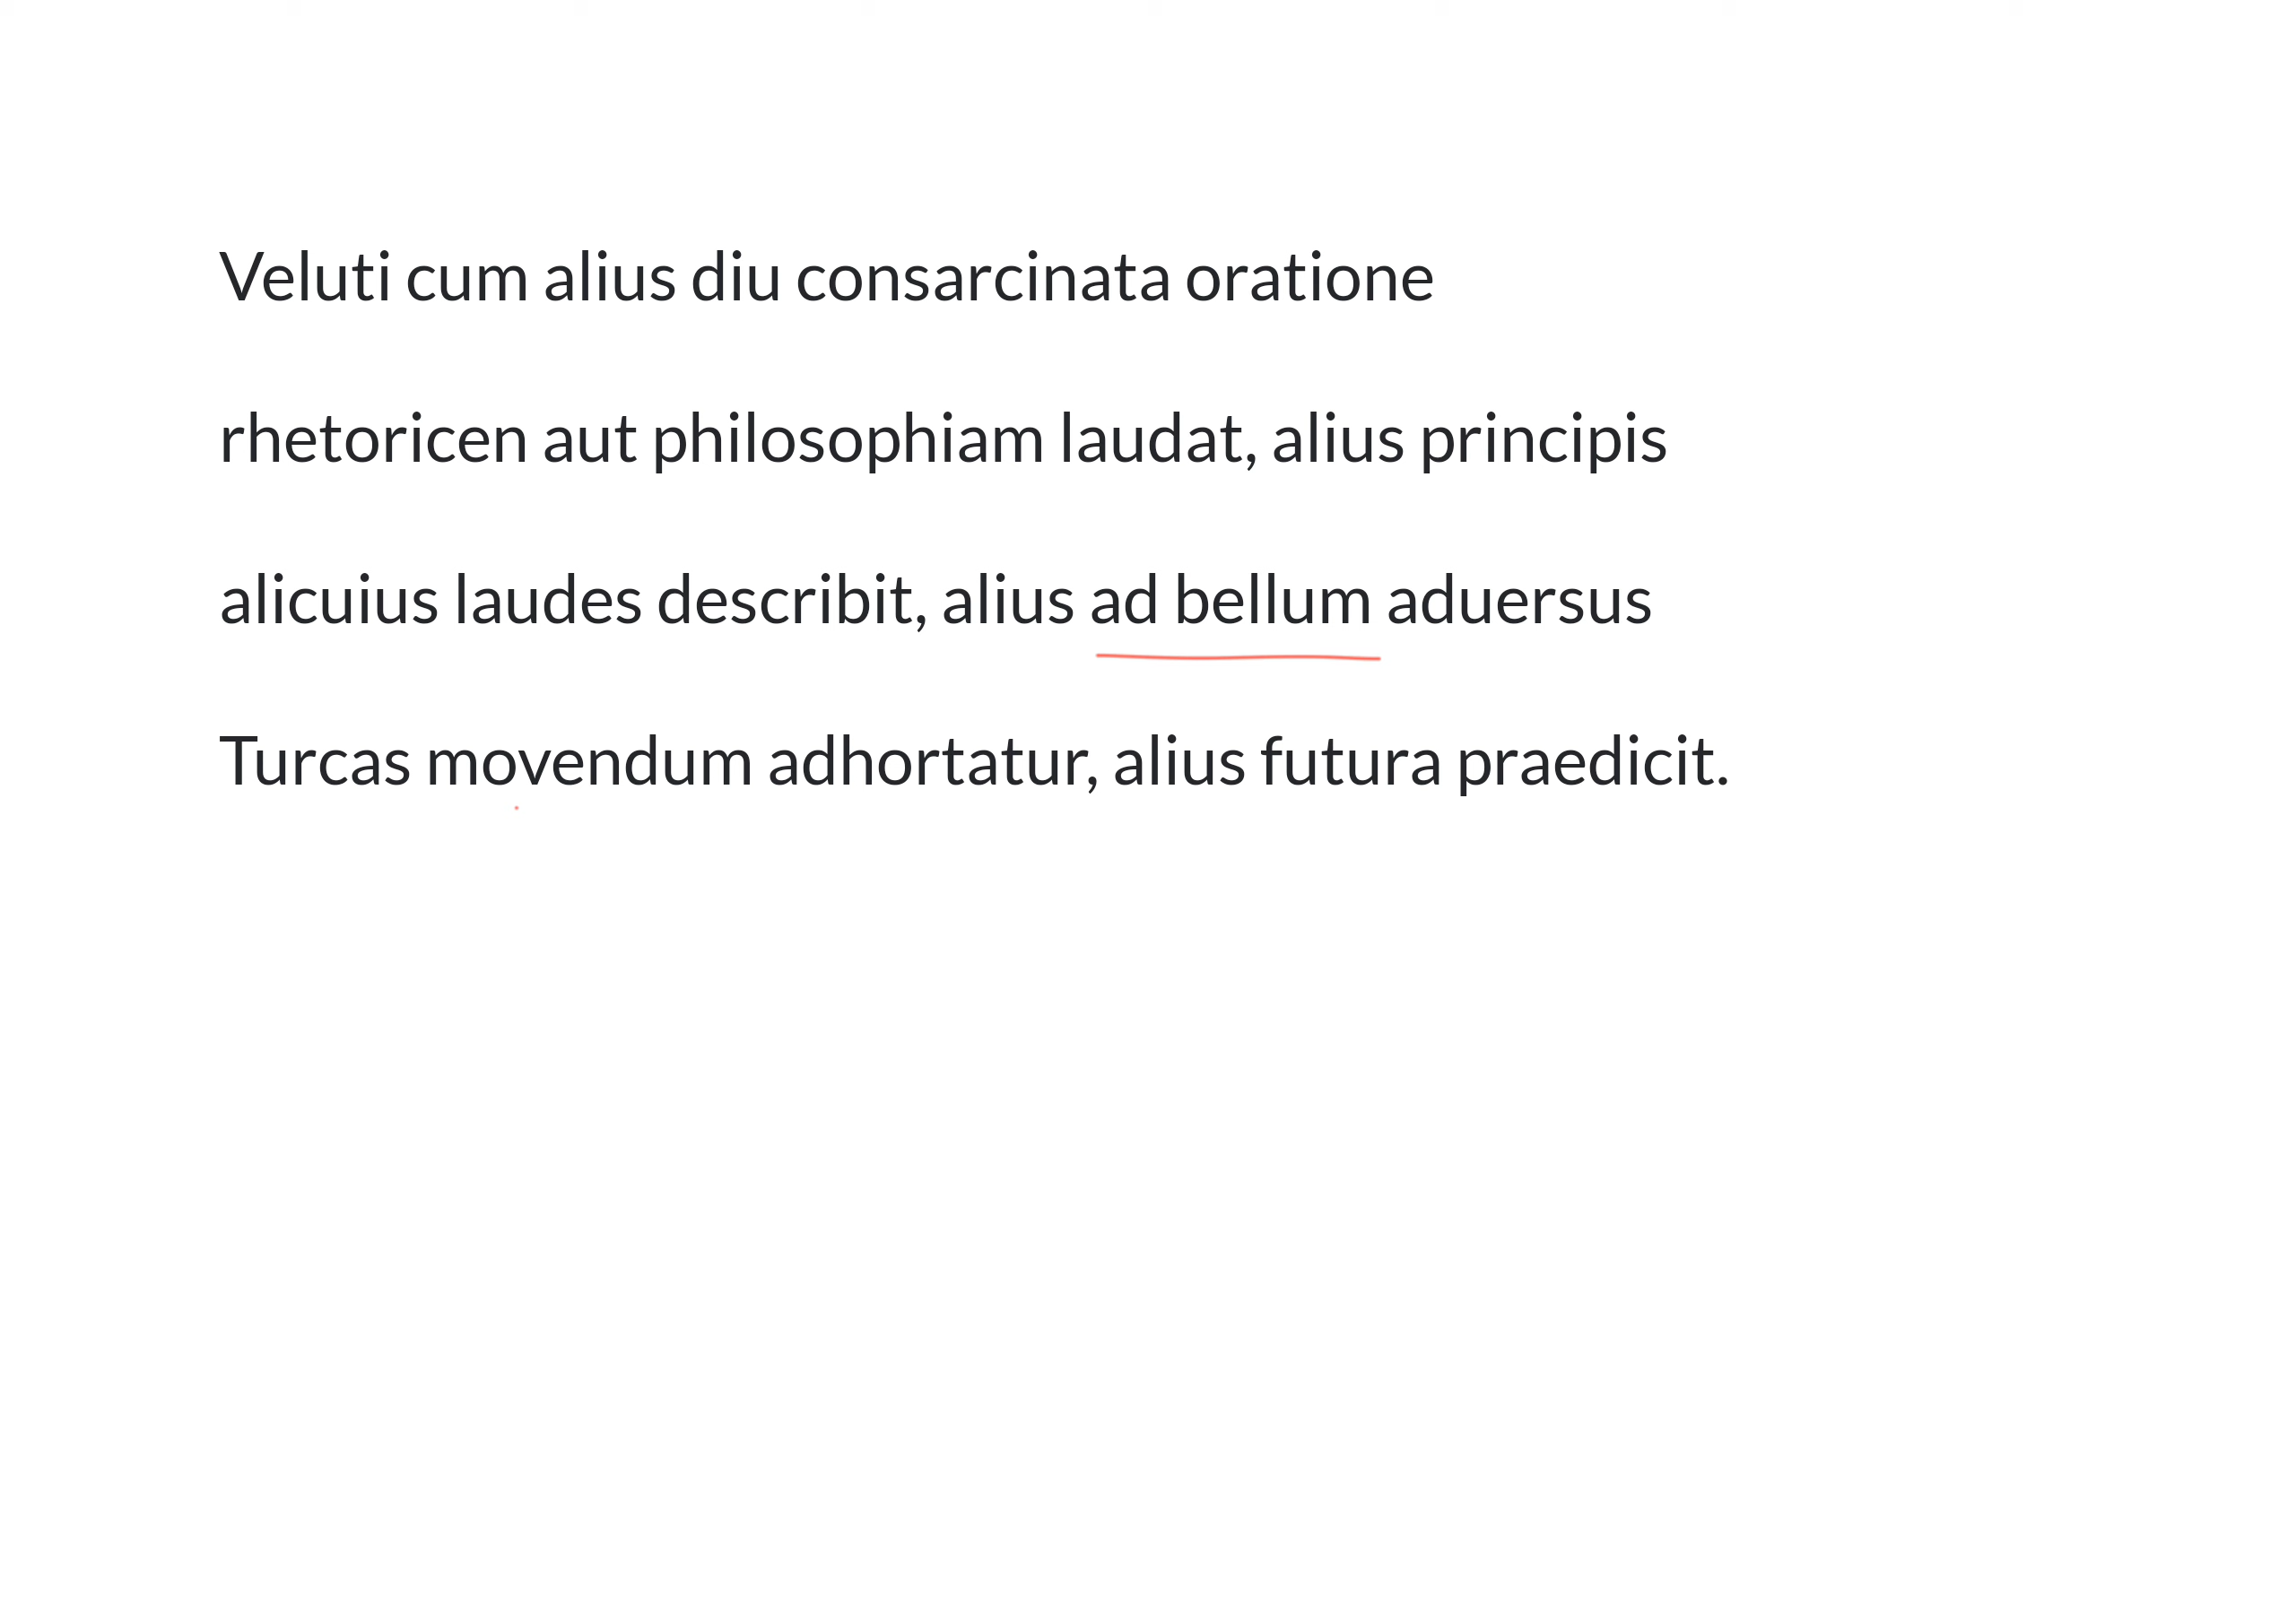 Veluti cum alius diu consarcinata oratione
rhetoricen aut philosophiam laudat, alius principis
alicuius laudes describit, alius ad bellum aduersus
Turcas movendum adhortatur, alius futura praedicit.